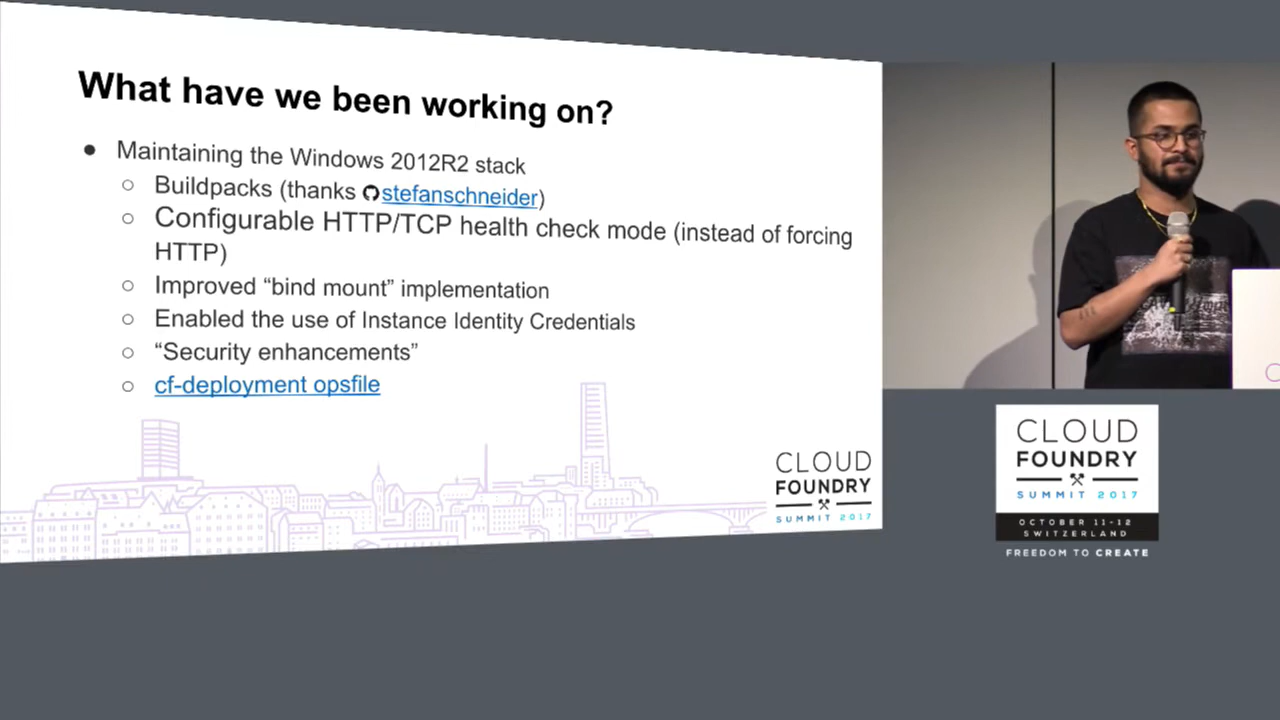 What have we been working on?
● Maintaining the Windows 2012R2 stack
○ Buildpacks (thanks stefanschneider)
○ Configurable HTTP/TCP health check mode (instead of forcing
HTTP)
○ Improved “bind mount” implementation
○ Enabled the use of Instance Identity Credentials
○ “Security enhancements”
○ cf-deployment opsfile
CLOUD
FOUNDRY
SUMMIT 2017
CLOUD
FOUNDRY
SUMMIT 2017
OCTOBER 11-12
SWITZERLAND
FREEDOM TO CREATE